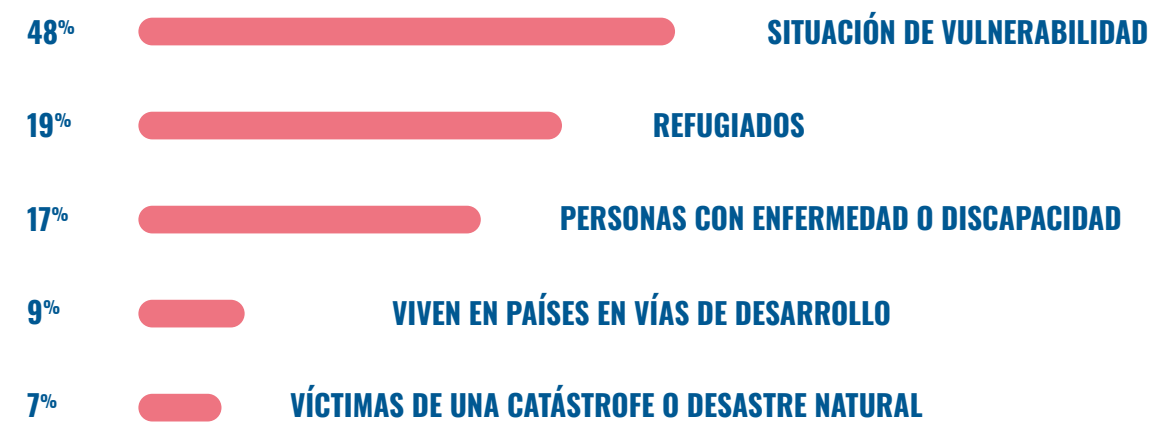 48% SITUACIÓN DE VULNERABILIDAD
19% REFUGIADOS
17% PERSONAS CON ENFERMEDAD O DISCAPACIDAD
9% VIVEN EN PAÍSES EN VÍAS DE DESARROLLO
7% VÍCTIMAS DE UNA CATÁSTROFE O DESASTRE NATURAL